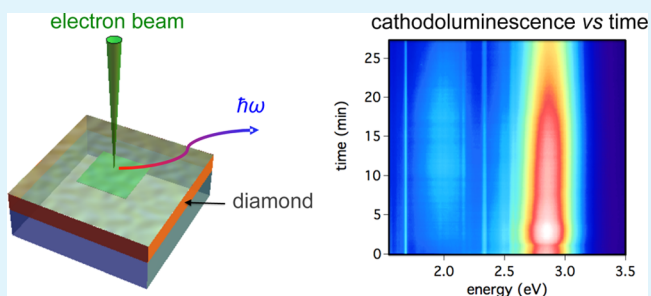 electron beam
ħω
diamond
cathodoluminescence vs time
time (min)
25
20
15
10
5
0
2.0
2.5
3.0
3.5
energy (eV)